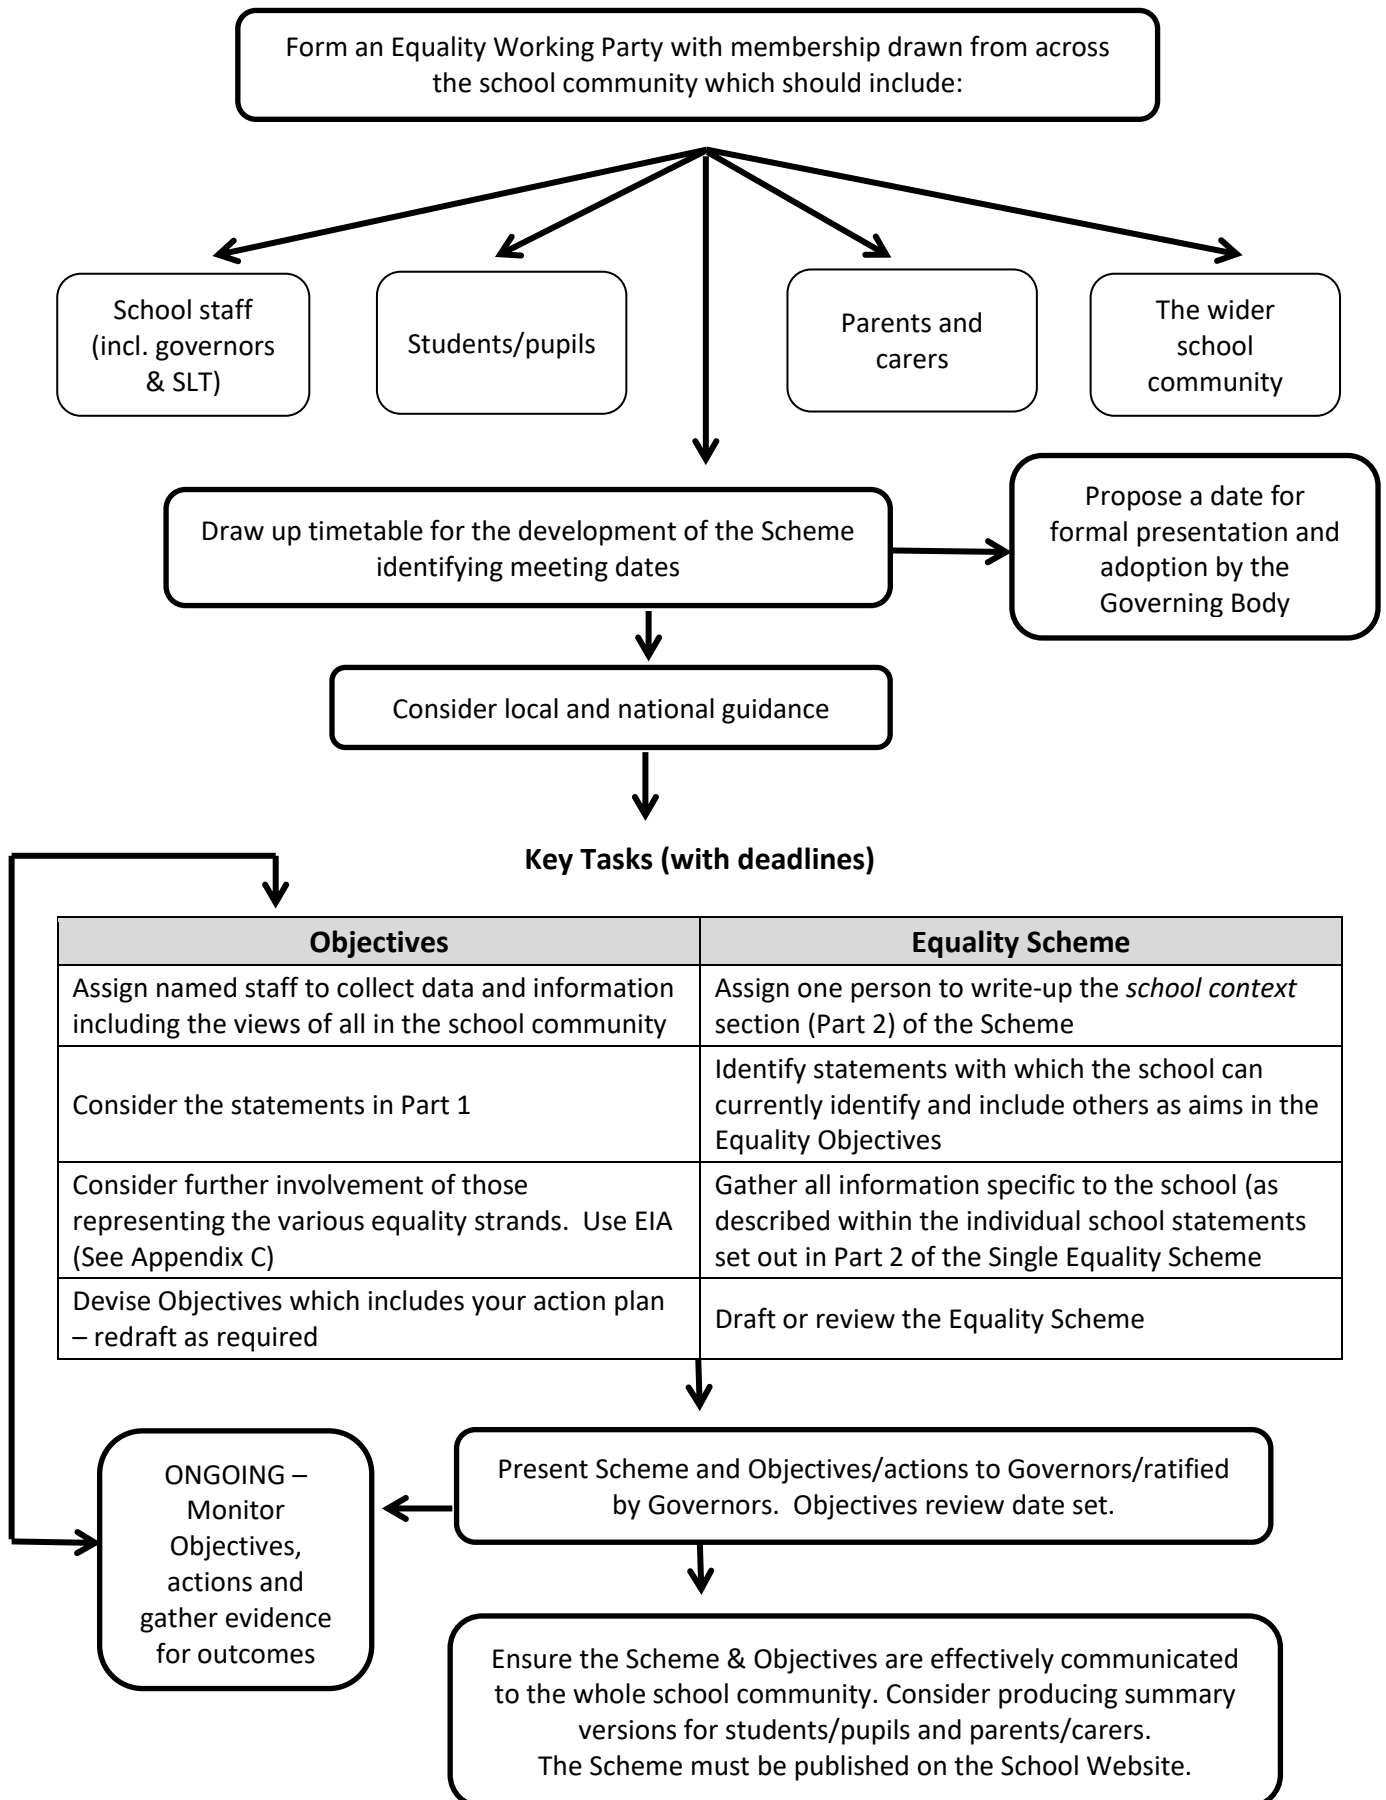 Form an Equality Working Party with membership drawn from across
the school community which should include:
School staff
(incl. governors
& SLT)
Students/pupils
Parents and
carers
The wider
school
community
Draw up timetable for the development of the Scheme
identifying meeting dates
Propose a date for
formal presentation and
adoption by the
Governing Body
Consider local and national guidance
Key Tasks (with deadlines)
Objectives
Equality Scheme
Assign named staff to collect data and information
including the views of all in the school community
Assign one person to write-up the school context
section (Part 2) of the Scheme
Consider the statements in Part 1
Identify statements with which the school can
currently identify and include others as aims in the
Equality Objectives
Consider further involvement of those
representing the various equality strands.  Use EIA
(See Appendix C)
Gather all information specific to the school (as
described within the individual school statements
set out in Part 2 of the Single Equality Scheme
Devise Objectives which includes your action plan
– redraft as required
Draft or review the Equality Scheme
Present Scheme and Objectives/actions to Governors/ratified
by Governors.  Objectives review date set.
ONGOING –
Monitor
Objectives,
actions and
gather evidence
for outcomes
Ensure the Scheme & Objectives are effectively communicated
to the whole school community. Consider producing summary
versions for students/pupils and parents/carers.
The Scheme must be published on the School Website.